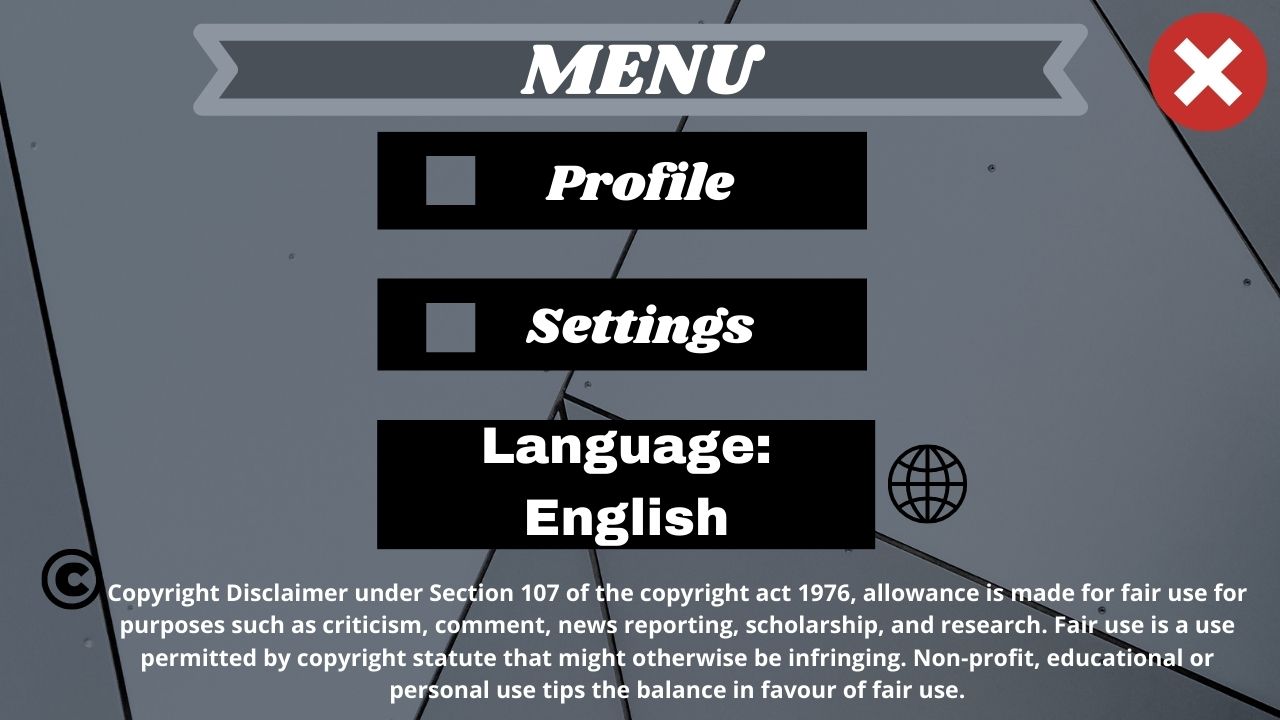 MENU
Profile
Settings
Language:
English
© Copyright Disclaimer under Section 107 of the copyright act 1976, allowance is made for fair use for
purposes such as criticism, comment, news reporting, scholarship, and research. Fair use is a use
permitted by copyright statute that might otherwise be infringing. Non-profit, educational or
personal use tips the balance in favour of fair use.